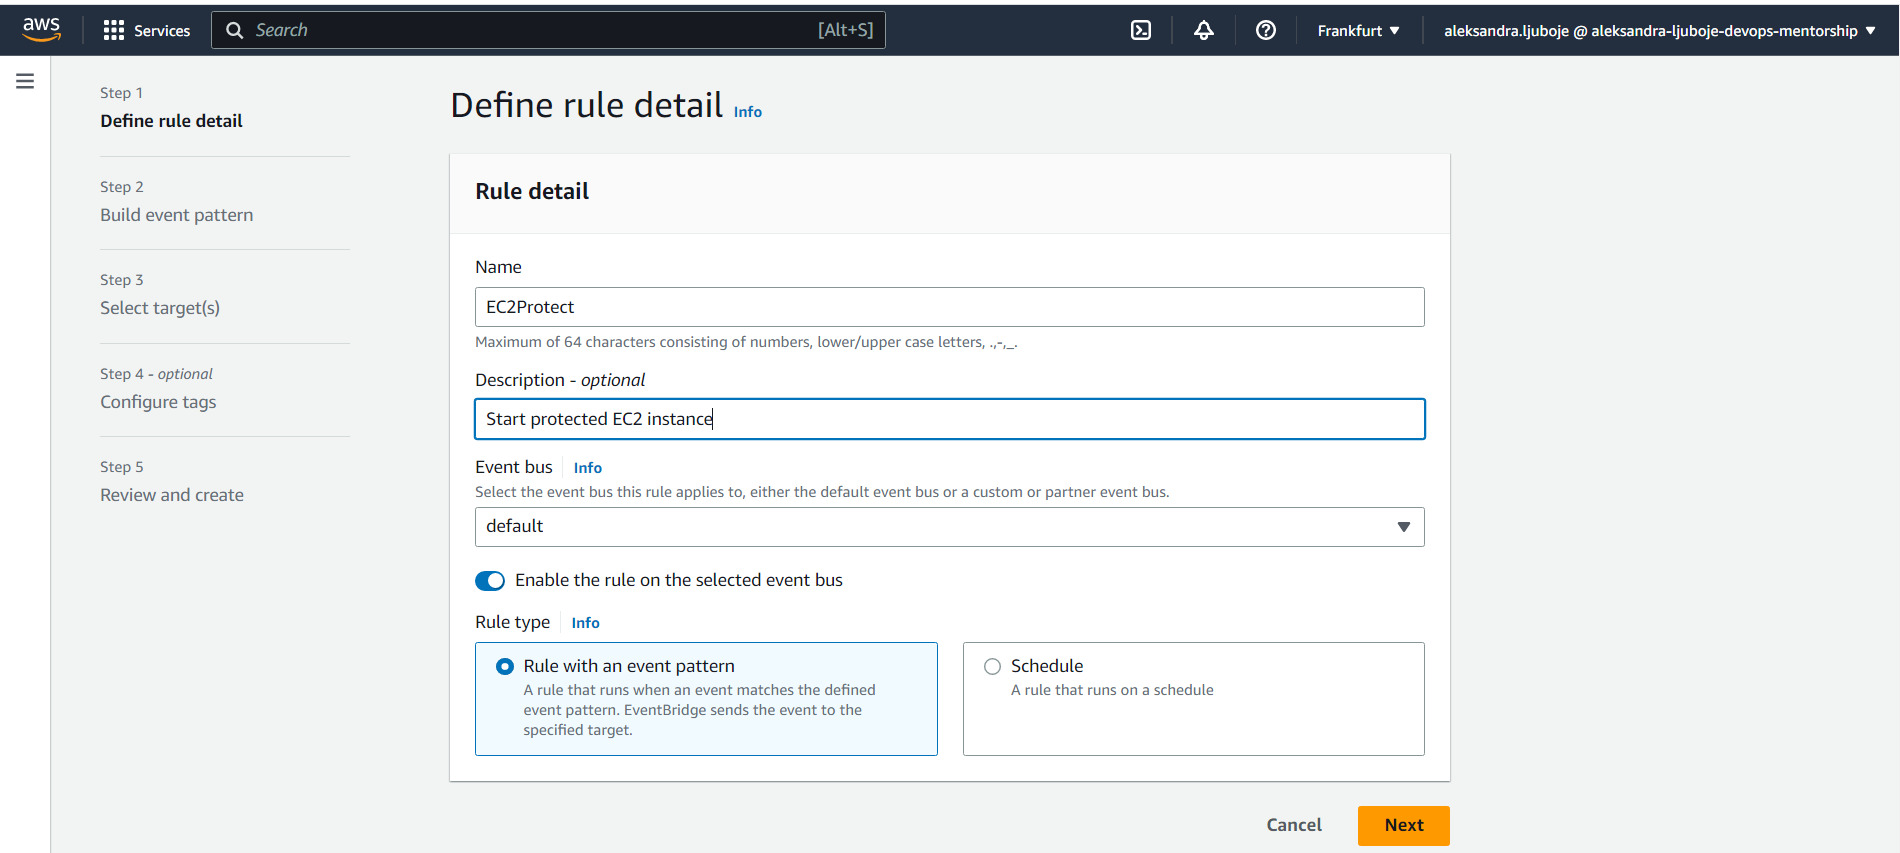 aws
Services
Search
[Alt+S]
Frankfurt
aleksandra.ljuboje @ aleksandra-ljuboje-devops-mentorship
Step 1
Define rule detail
Step 2
Build event pattern
Step 3
Select target(s)
Step 4 - optional
Configure tags
Step 5
Review and create
Define rule detail Info
Rule detail
Name
EC2Protect
Maximum of 64 characters consisting of numbers, lower/upper case letters, .,-,_.
Description - optional
Start protected EC2 instance
Event bus Info
Select the event bus this rule applies to, either the default event bus or a custom or partner event bus.
default
Enable the rule on the selected event bus
Rule type Info
Rule with an event pattern
A rule that runs when an event matches the defined
event pattern. EventBridge sends the event to the
specified target.
Schedule
A rule that runs on a schedule
Cancel
Next